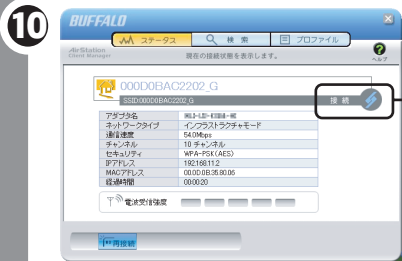 10
BUFFALO
ステータス 検 索 プロファイル
AirStation
Client Manager
現在の接続状態を表示します。
ヘルプ
000D0BAC2202_G
SSID:000D0BAC2202_G
接 続
アダプタ名
ネットワークタイプ インフラストラクチャモード
通信速度 54.0Mbps
チャンネル 10 チャンネル
セキュリティ WPA-PSK(AES)
IPアドレス 192.168.11.2
MACアドレス 00:0D:0B:35:80:06
経過時間 00:00:20
電波受信強度
再接続